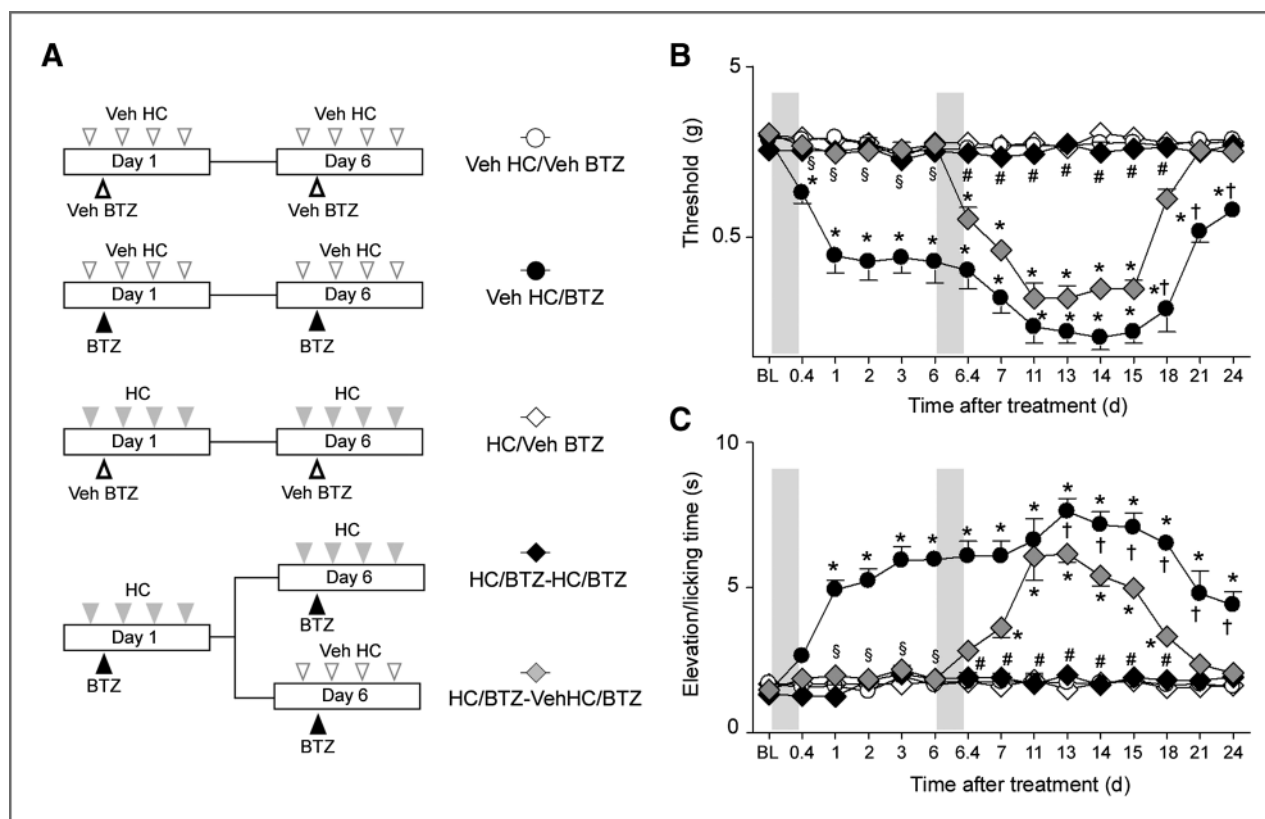 A
Veh HC
Veh HC
Day 1
Day 6
Veh BTZ
Veh BTZ
Veh HC/Veh BTZ
Veh HC
Veh HC
Day 1
Day 6
BTZ
BTZ
Veh HC/BTZ
HC
HC
Day 1
Day 6
Veh BTZ
Veh BTZ
HC/Veh BTZ
HC
Day 1
BTZ
HC
Day 6
BTZ
HC/BTZ-HC/BTZ
Veh HC
Day 6
BTZ
HC/BTZ-VehHC/BTZ
B
Threshold (g)
5
0.5
§ § § § § # # # # # # #
* * * * * * * * * * * *† *† *†
* * * * * *
BL 0.4 1 2 3 6 6.4 7 11 13 14 15 18 21 24
Time after treatment (d)
C
Elevation/licking time (s)
10
5
0
* * * * * * * * * * * * *
† † † † † †
* * * * * *
§ § § § # # # # # # #
BL 0.4 1 2 3 6 6.4 7 11 13 14 15 18 21 24
Time after treatment (d)